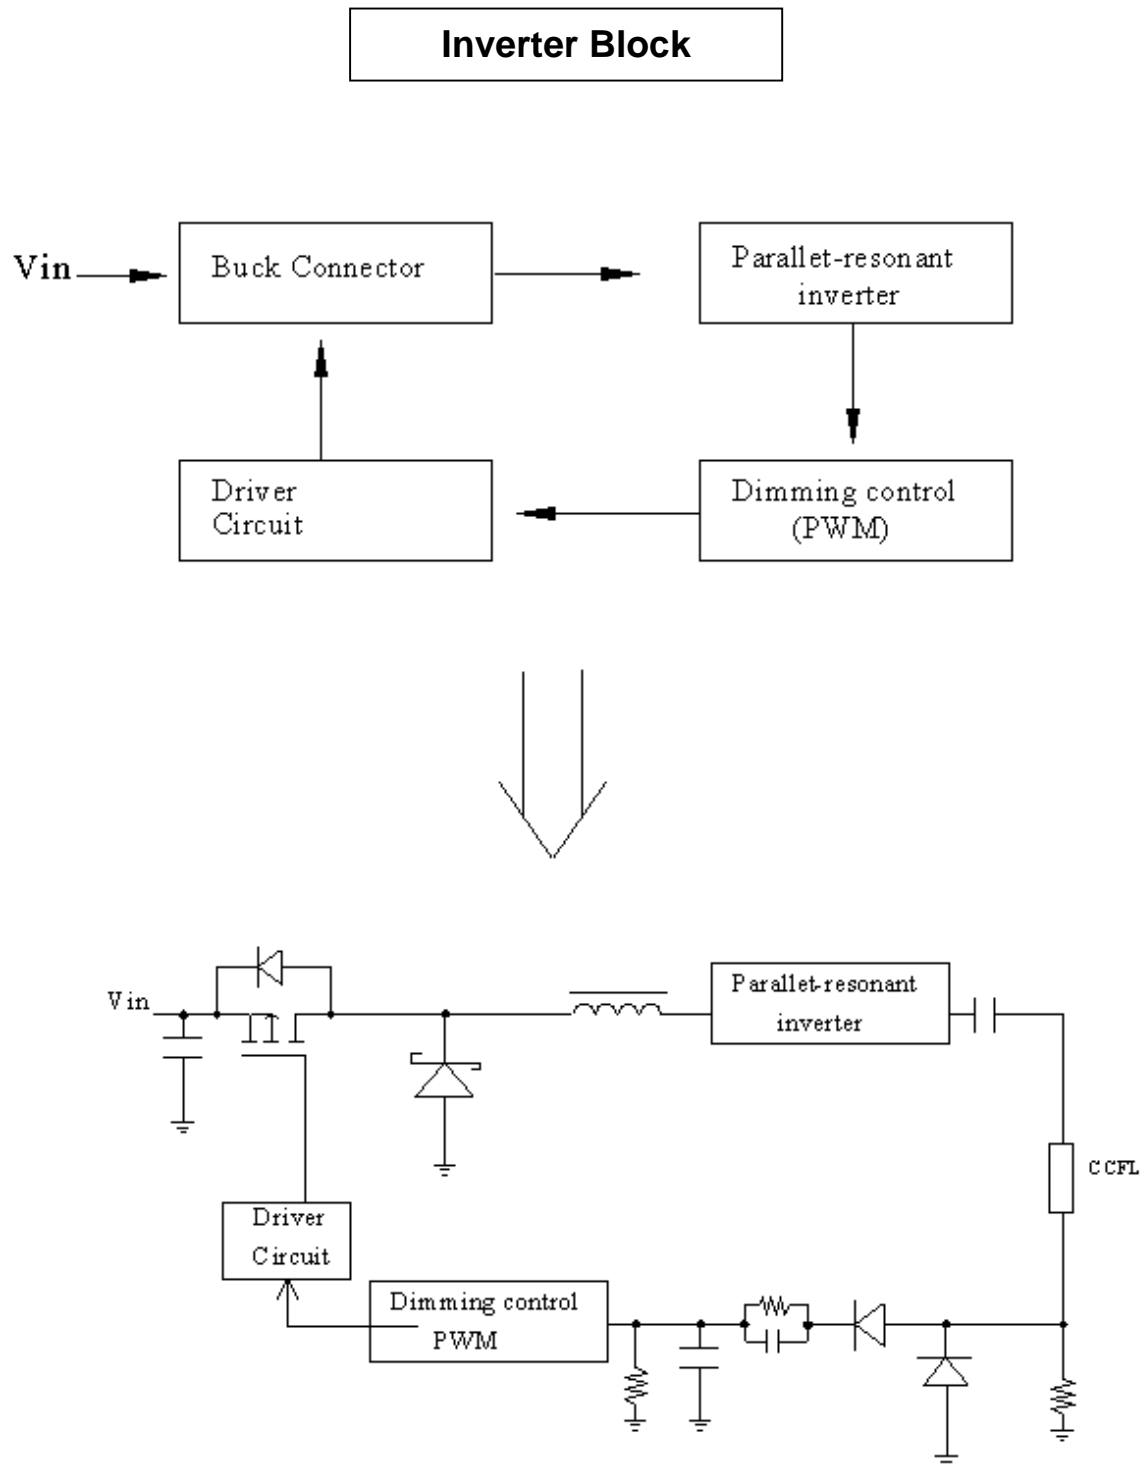 Inverter Block
Vin
Buck Connector
Parallet-resonant
inverter
Driver
Circuit
Dimming control
(PWM)
Vin
Parallet-resonant
inverter
CCFL
Driver
Circuit
Dimming control
PWM